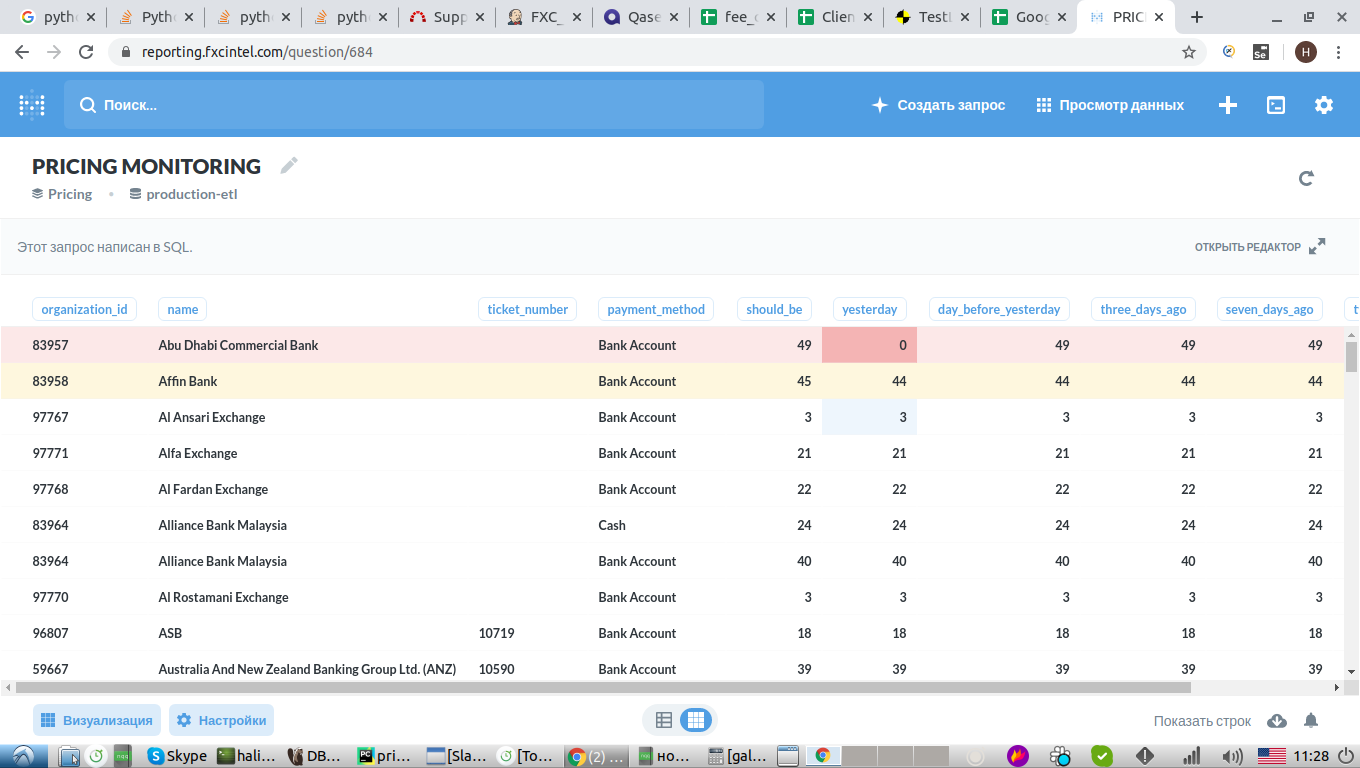 pytho
Pytho
pytho
pytho
Supp
FXC_
Qase
fee_c
Clien
TestL
Goog
PRIC
reporting.fxcintel.com/question/684
Se
H
Поиск...
Создать запрос
Просмотр данных
PRICING MONITORING
Pricing • production-etl
Этот запрос написан в SQL.
ОТКРЫТЬ РЕДАКТОР
organization_id name ticket_number payment_method should_be yesterday day_before_yesterday three_days_ago seven_days_ago t
83957 Abu Dhabi Commercial Bank Bank Account 49 0 49 49 49
83958 Affin Bank Bank Account 45 44 44 44 44
97767 Al Ansari Exchange Bank Account 3 3 3 3 3
97771 Alfa Exchange Bank Account 21 21 21 21 21
97768 Al Fardan Exchange Bank Account 22 22 22 22 22
83964 Alliance Bank Malaysia Cash 24 24 24 24 24
83964 Alliance Bank Malaysia Bank Account 40 40 40 40 40
97770 Al Rostamani Exchange Bank Account 3 3 3 3 3
96807 ASB 10719 Bank Account 18 18 18 18 18
59667 Australia And New Zealand Banking Group Ltd. (ANZ) 10590 Bank Account 39 39 39 39 39
Визуализация
Настройки
Показать строк
Skype
hali...
DB...
pri...
[Sla...
[To...
(2) ...
но...
[gal...
11:28